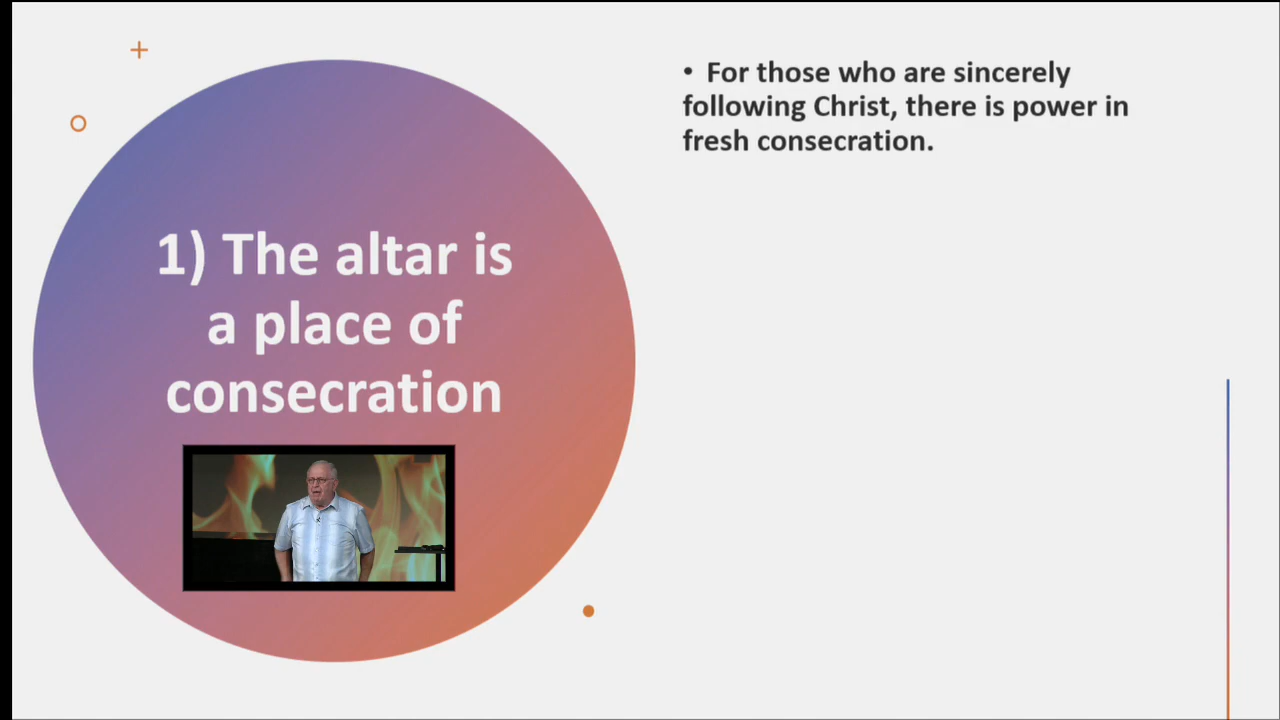 1) The altar is
a place of
consecration
• For those who are sincerely
following Christ, there is power in
fresh consecration.